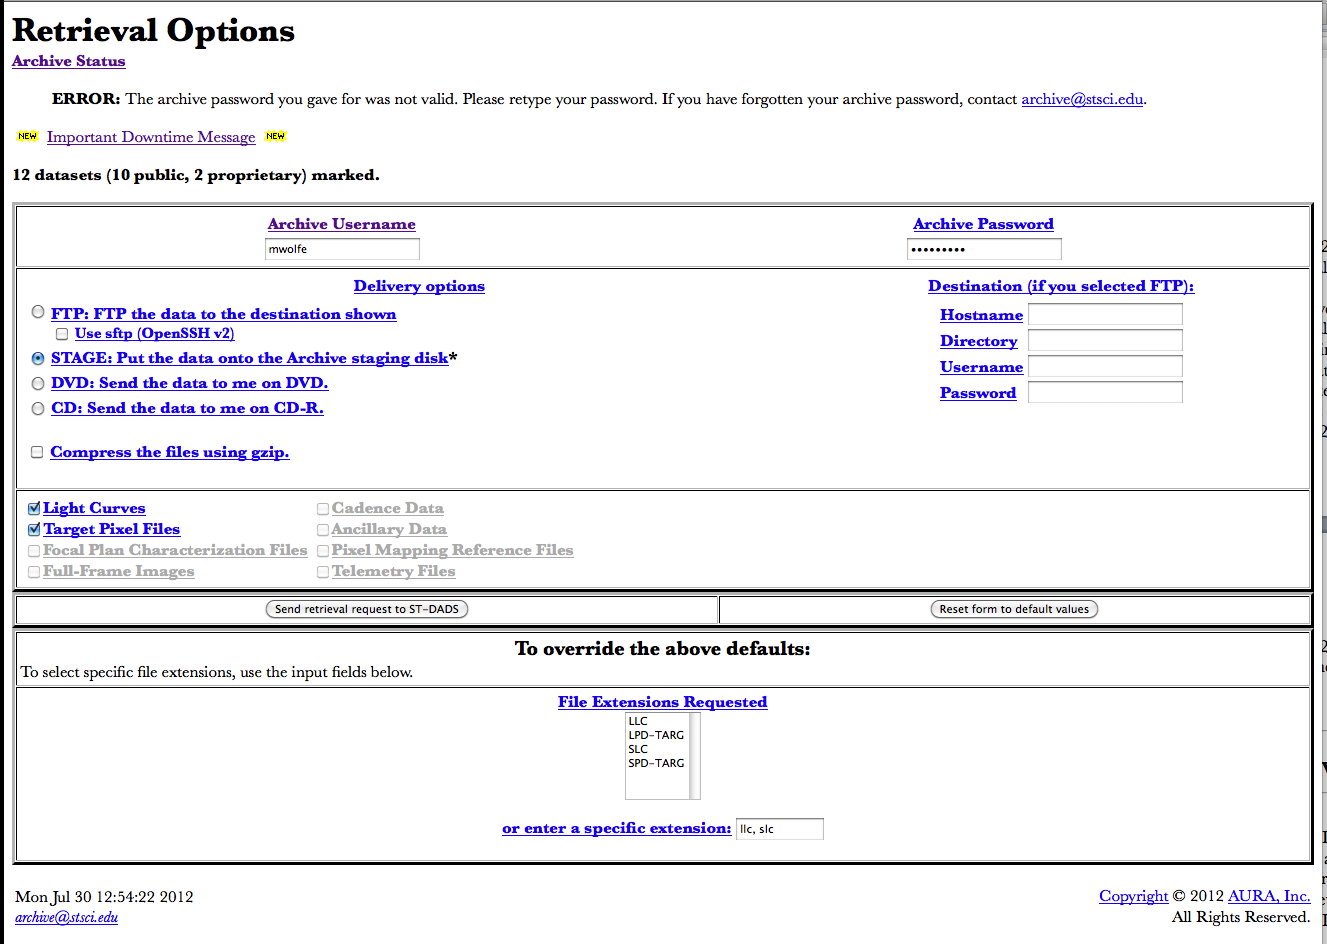 Retrieval Options
Archive Status
ERROR: The archive password you gave for was not valid. Please retype your password. If you have forgotten your archive password, contact archive@stsci.edu.
NEW Important Downtime Message NEW
12 datasets (10 public, 2 proprietary) marked.
Archive Username Archive Password
mwolfe •••••••••
Delivery options Destination (if you selected FTP):
FTP: FTP the data to the destination shown Hostname
Use sftp (OpenSSH v2) Directory
STAGE: Put the data onto the Archive staging disk* Username
DVD: Send the data to me on DVD. Password
CD: Send the data to me on CD-R.
Compress the files using gzip.
Light Curves Cadence Data
Target Pixel Files Ancillary Data
Focal Plan Characterization Files Pixel Mapping Reference Files
Full-Frame Images Telemetry Files
Send retrieval request to ST-DADS Reset form to default values
To override the above defaults:
To select specific file extensions, use the input fields below.
File Extensions Requested
LLC
LPD-TARG
SLC
SPD-TARG
or enter a specific extension: llc, slc
Mon Jul 30 12:54:22 2012 Copyright © 2012 AURA, Inc.
archive@stsci.edu All Rights Reserved.